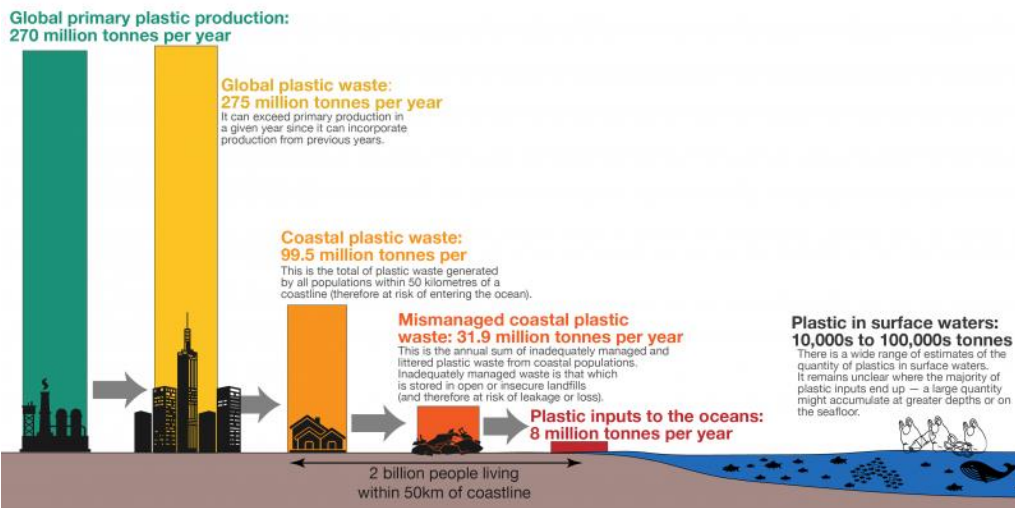 Global primary plastic production:
270 million tonnes per year
Global plastic waste:
275 million tonnes per year
It can exceed primary production in
a given year since it can incorporate
production from previous years.
Coastal plastic waste:
99.5 million tonnes per
This is the total of plastic waste generated
by all populations within 50 kilometres of a
coastline (therefore at risk of entering the ocean).
Mismanaged coastal plastic
waste: 31.9 million tonnes per year
This is the annual sum of inadequately managed and
littered plastic waste from coastal populations.
Inadequately managed waste is that which
is stored in open or insecure landfills
(and therefore at risk of leakage or loss).
Plastic inputs to the oceans:
8 million tonnes per year
Plastic in surface waters:
10,000s to 100,000s tonnes
There is a wide range of estimates of the
quantity of plastics in surface waters.
It remains unclear where the majority of
plastic inputs end up — a large quantity
might accumulate at greater depths or on
the seafloor.
2 billion people living
within 50km of coastline